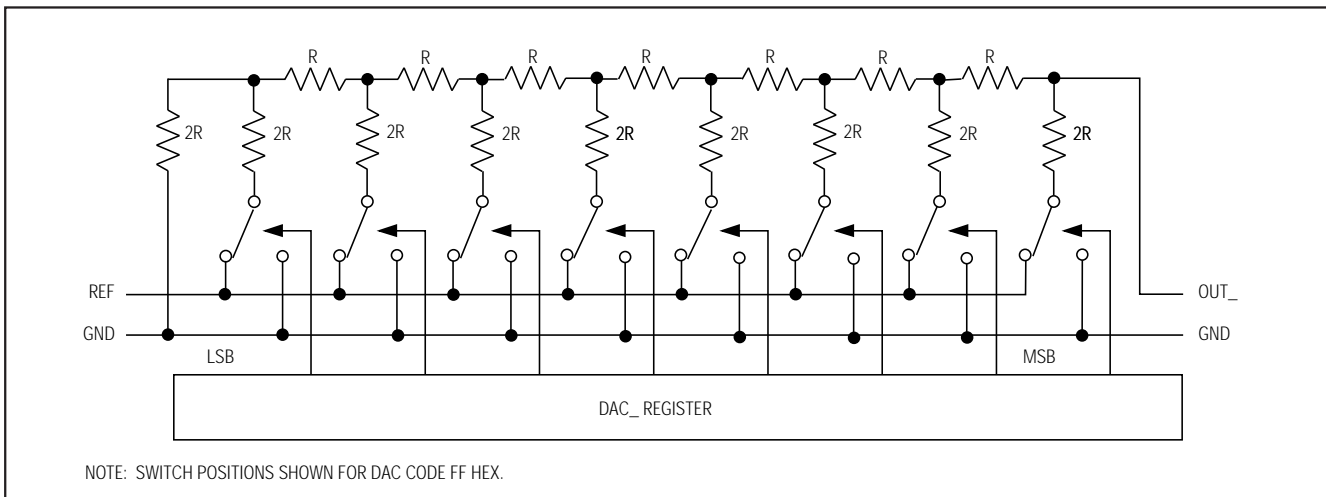 R R R R R R R
2R 2R 2R 2R 2R 2R 2R 2R 2R
REF OUT_
GND GND
LSB MSB
DAC_ REGISTER
NOTE: SWITCH POSITIONS SHOWN FOR DAC CODE FF HEX.